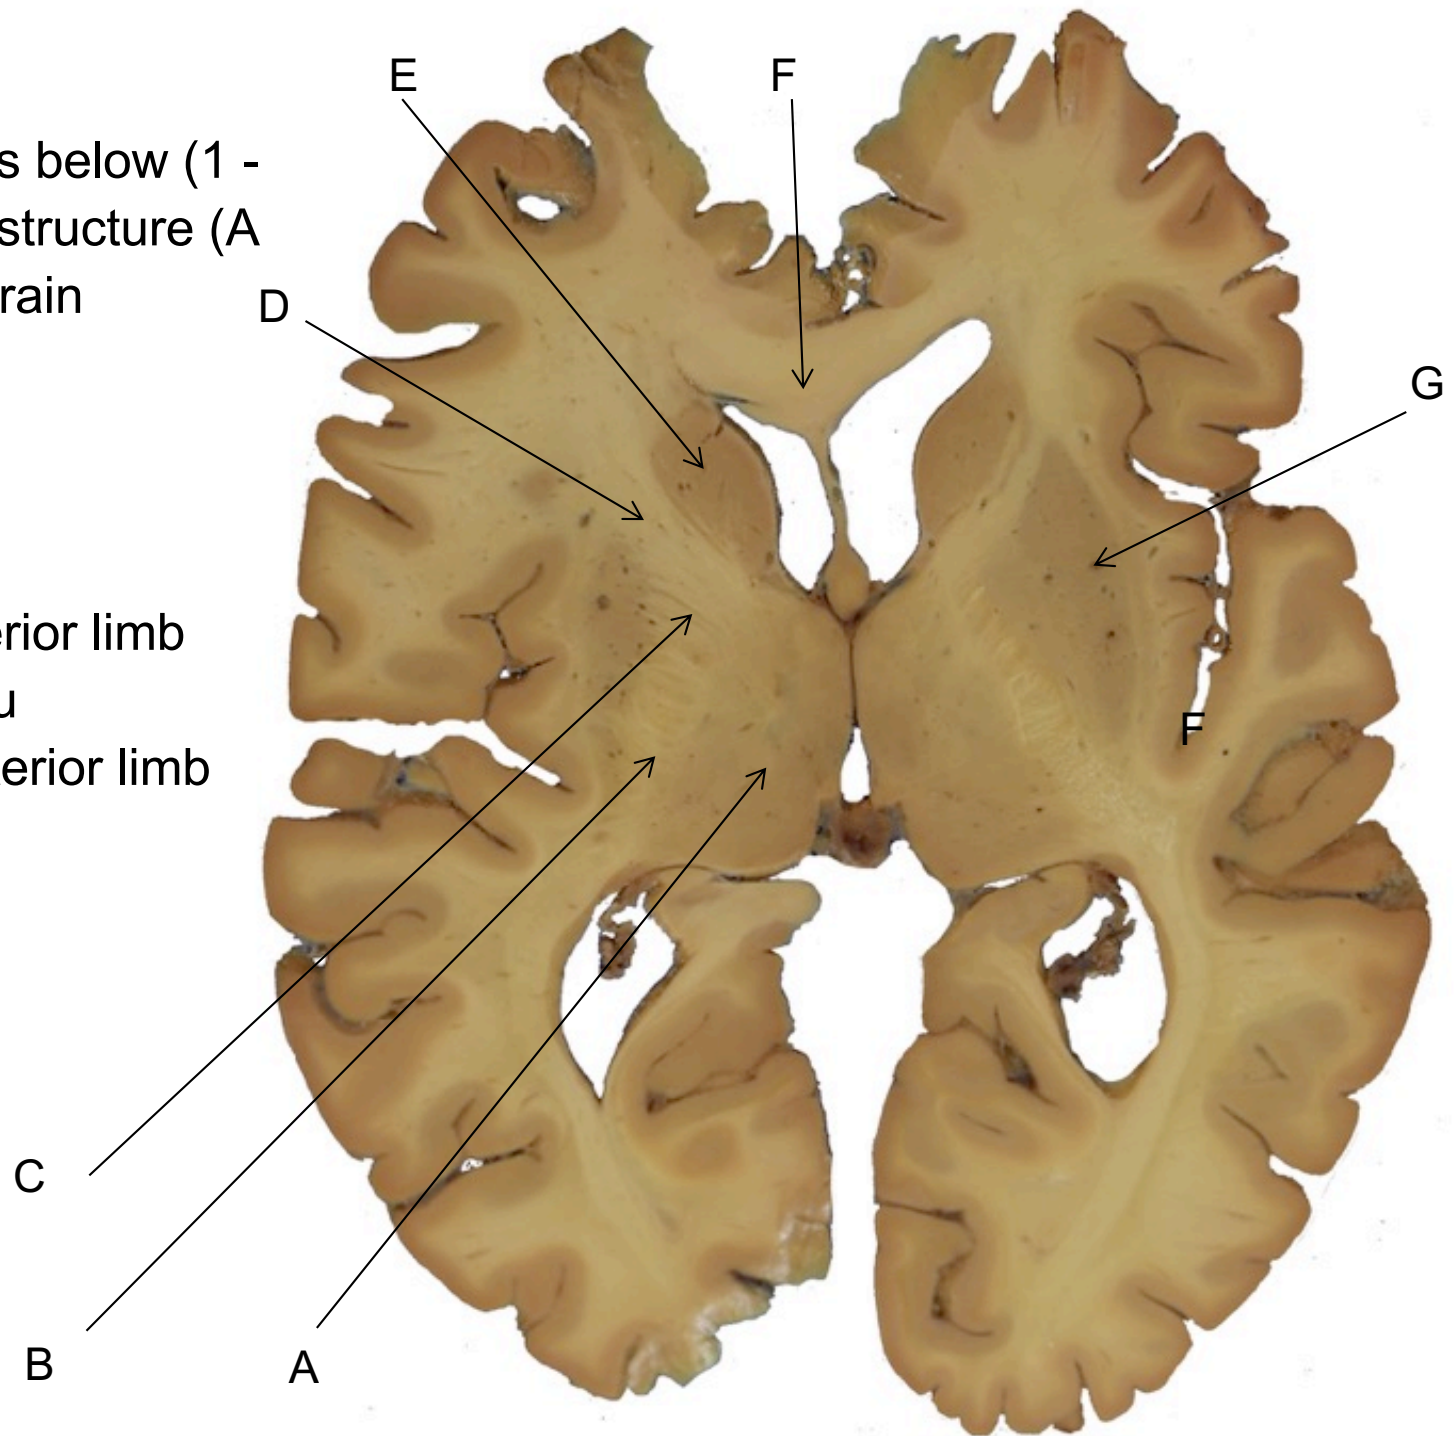 E
F
s below (1 -
structure (A
rain
D
G
erior limb
u
F
erior limb
C
B
A